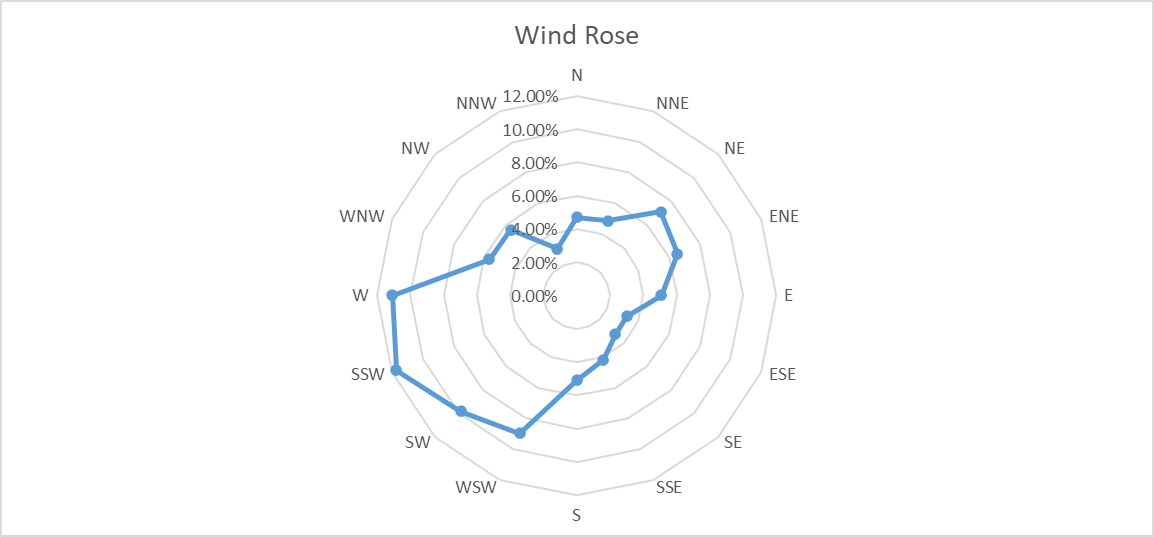 Wind Rose
N
NNE
NE
ENE
E
ESE
SE
SSE
S
WSW
SW
SSW
W
WNW
NW
NNW
12.00%
10.00%
8.00%
6.00%
4.00%
2.00%
0.00%